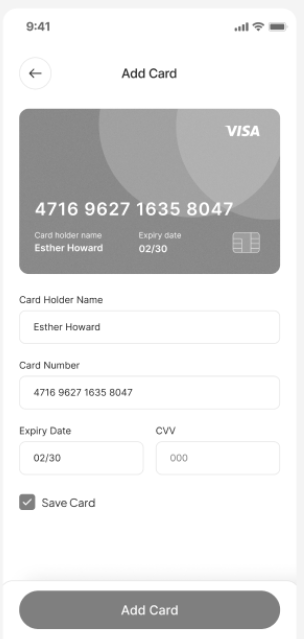 9:41
Add Card
VISA
4716 9627 1635 8047
Card holder name
Expiry date
Esther Howard
02/30
Card Holder Name
Esther Howard
Card Number
4716 9627 1635 8047
Expiry Date
CVV
02/30
000
Save Card
Add Card